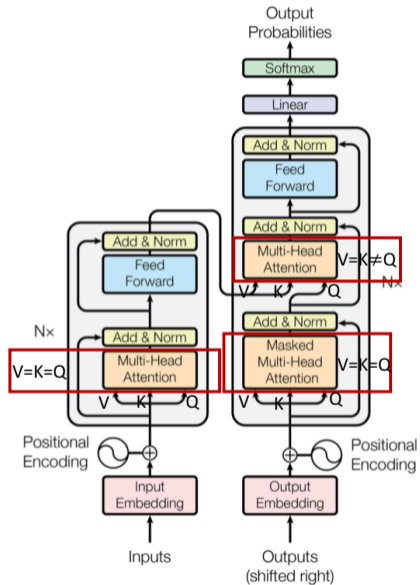 Output
Probabilities
Softmax
Linear
Add & Norm
Feed
Forward
Add & Norm
Multi-Head
Attention
V=K≠Q
V
K
Q
N×
Add & Norm
Masked
Multi-Head
Attention
V=K=Q
V
K
Q
Positional
Encoding
Output
Embedding
Outputs
(shifted right)
Add & Norm
Feed
Forward
N×
Add & Norm
Multi-Head
Attention
V=K=Q
V
K
Q
Positional
Encoding
Input
Embedding
Inputs